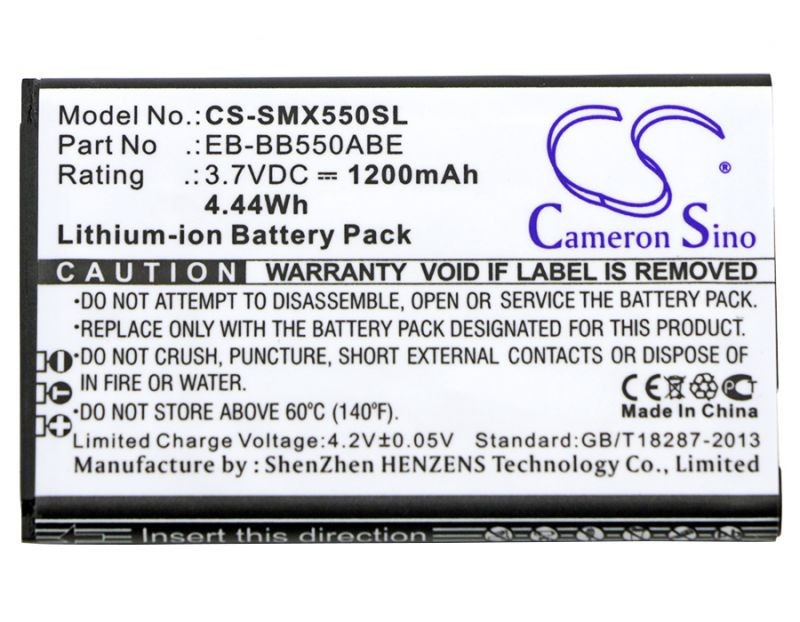 Model No.:CS-SMX550SL
Part No :EB-BB550ABE
Rating .:3.7VDC ⎓ 1200mAh
4.44Wh
Lithium-ion Battery Pack
CS
®
Cameron Sino
CAUTION WARRANTY VOID IF LABEL IS REMOVED
•DO NOT ATTEMPT TO DISASSEMBLE, OPEN OR SERVICE THE BATTERY PACK.
•REPLACE ONLY WITH THE BATTERY PACK DESIGNATED FOR THIS PRODUCT.
•DO NOT CRUSH, PUNCTURE, SHORT EXTERNAL CONTACTS OR DISPOSE OF
IN FIRE OR WATER.
•DO NOT STORE ABOVE 60°C (140°F).
CE
Made In China
Limited Charge Voltage:4.2V±0.05V Standard:GB/T18287-2013
Manufacture by : ShenZhen HENZENS Technology Co., Limited
Insert this direction